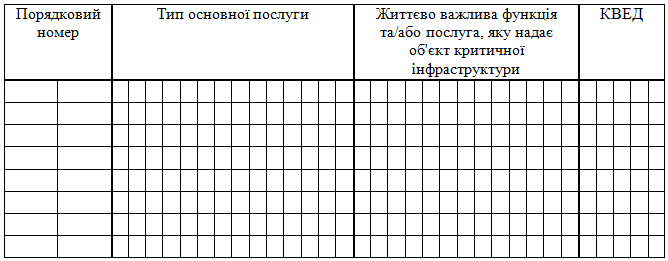 Порядковий
номер
Тип основної послуги
Життєво важлива функція
та/або послуга, яку надає
об'єкт критичної
інфраструктури
КВЕД